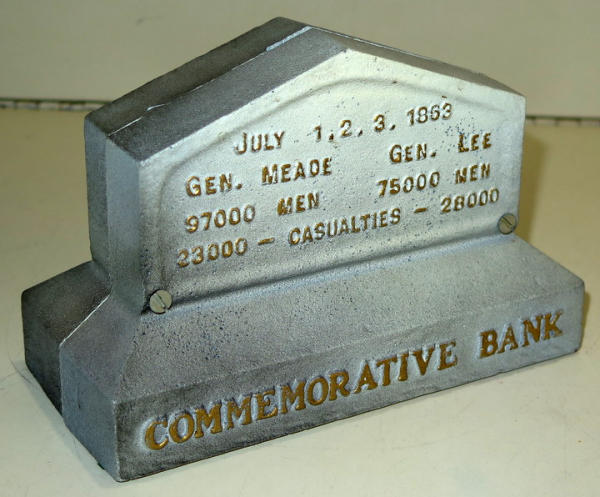 JULY 1, 2, 3, 1863
GEN. MEADE GEN. LEE
97000 MEN 75000 MEN
23000 - CASUALTIES - 28000
COMMEMORATIVE BANK